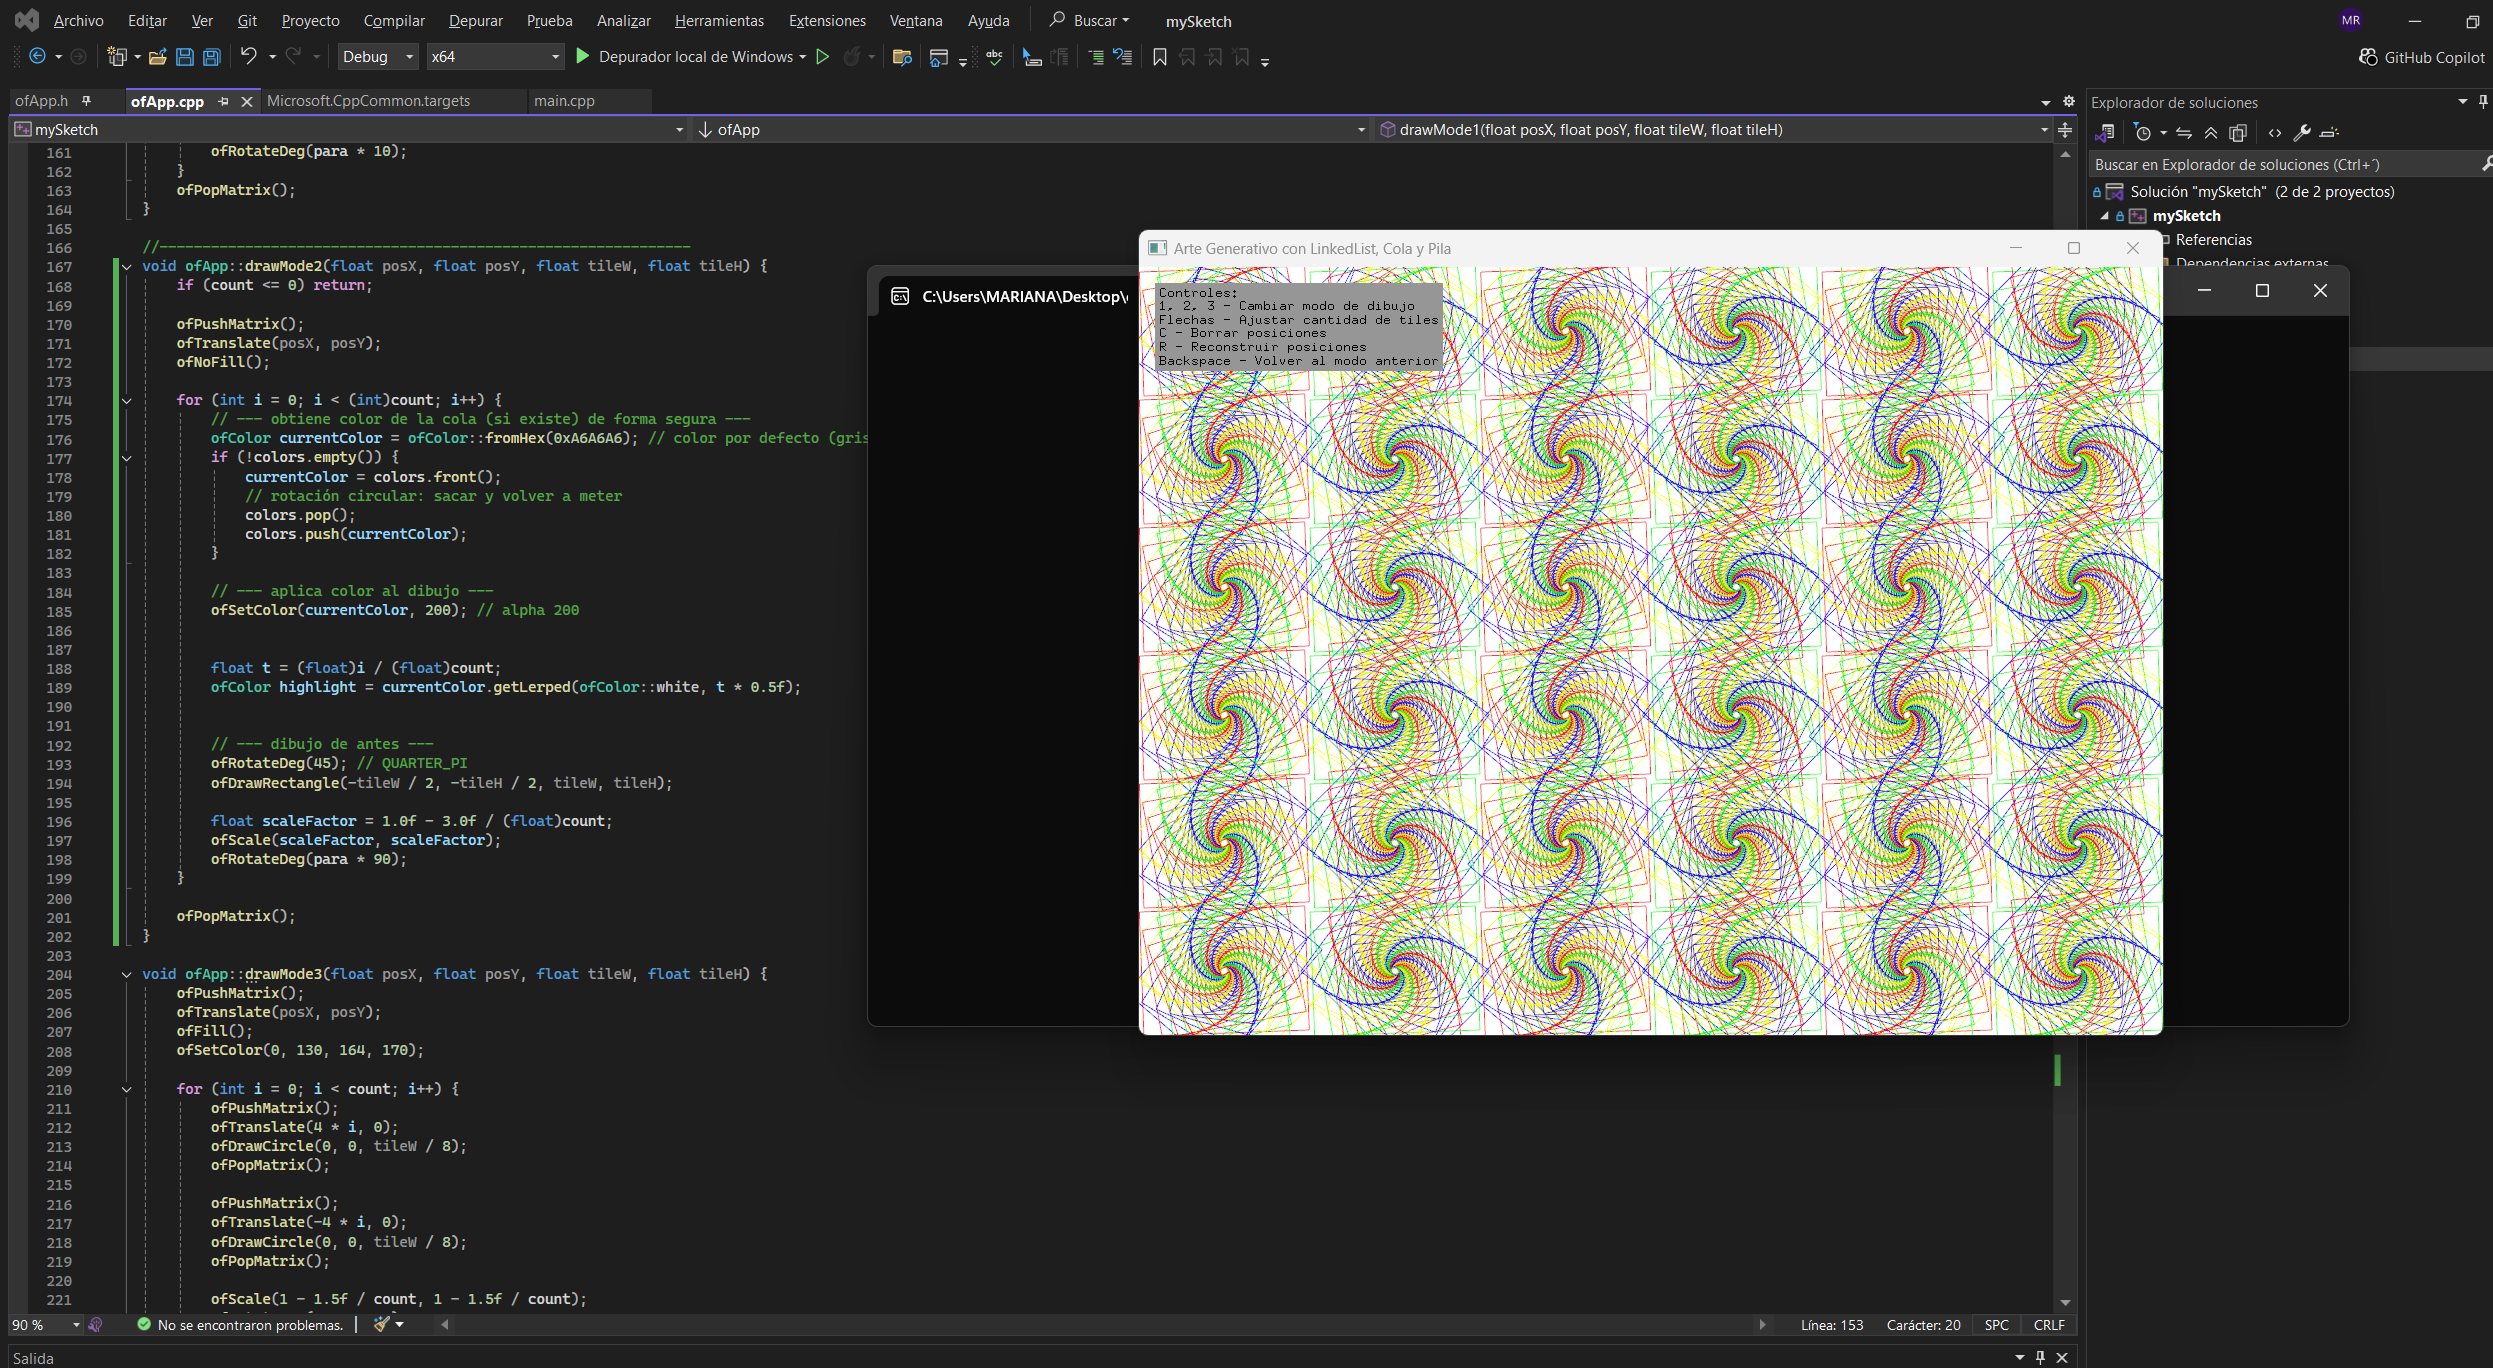 Archivo Editar Ver Git Proyecto Compilar Depurar Prueba Analizar Herramientas Extensiones Ventana Ayuda Buscar mySketch MR
Debug x64 Depurador local de Windows GitHub Copilot
ofApp.h ofApp.cpp Microsoft.CppCommon.targets main.cpp
mySketch ofApp drawMode1(float posX, float posY, float tileW, float tileH)
161 ofRotateDeg(para * 10);
162 }
163 ofPopMatrix();
164 }
165
166 //--------------------------------------------------------------
167 void ofApp::drawMode2(float posX, float posY, float tileW, float tileH) {
168 if (count <= 0) return;
169
170 ofPushMatrix();
171 ofTranslate(posX, posY);
172 ofNoFill();
173
174 for (int i = 0; i < (int)count; i++) {
175 // --- obtiene color de la cola (si existe) de forma segura ---
176 ofColor currentColor = ofColor::fromHex(0xA6A6A6); // color por defecto (gris
177 if (!colors.empty()) {
178 currentColor = colors.front();
179 // rotación circular: sacar y volver a meter
180 colors.pop();
181 colors.push(currentColor);
182 }
183
184 // --- aplica color al dibujo ---
185 ofSetColor(currentColor, 200); // alpha 200
186
187
188 float t = (float)i / (float)count;
189 ofColor highlight = currentColor.getLerped(ofColor::white, t * 0.5f);
190
191
192 // --- dibujo de antes ---
193 ofRotateDeg(45); // QUARTER_PI
194 ofDrawRectangle(-tileW / 2, -tileH / 2, tileW, tileH);
195
196 float scaleFactor = 1.0f - 3.0f / (float)count;
197 ofScale(scaleFactor, scaleFactor);
198 ofRotateDeg(para * 90);
199 }
200
201 ofPopMatrix();
202 }
203
204 void ofApp::drawMode3(float posX, float posY, float tileW, float tileH) {
205 ofPushMatrix();
206 ofTranslate(posX, posY);
207 ofFill();
208 ofSetColor(0, 130, 164, 170);
209
210 for (int i = 0; i < count; i++) {
211 ofPushMatrix();
212 ofTranslate(4 * i, 0);
213 ofDrawCircle(0, 0, tileW / 8);
214 ofPopMatrix();
215
216 ofPushMatrix();
217 ofTranslate(-4 * i, 0);
218 ofDrawCircle(0, 0, tileW / 8);
219 ofPopMatrix();
220
221 ofScale(1 - 1.5f / count, 1 - 1.5f / count);
90 % No se encontraron problemas. Línea: 153 Carácter: 20 SPC CRLF
Salida
C:\Users\MARIANA\Desktop\
Arte Generativo con LinkedList, Cola y Pila
Controles:
1, 2, 3 - Cambiar modo de dibujo
Flechas - Ajustar cantidad de tiles
C - Borrar posiciones
R - Reconstruir posiciones
Backspace - Volver al modo anterior
Explorador de soluciones
Buscar en Explorador de soluciones (Ctrl+´)
Solución "mySketch" (2 de 2 proyectos)
mySketch
Referencias
Dependencias externas